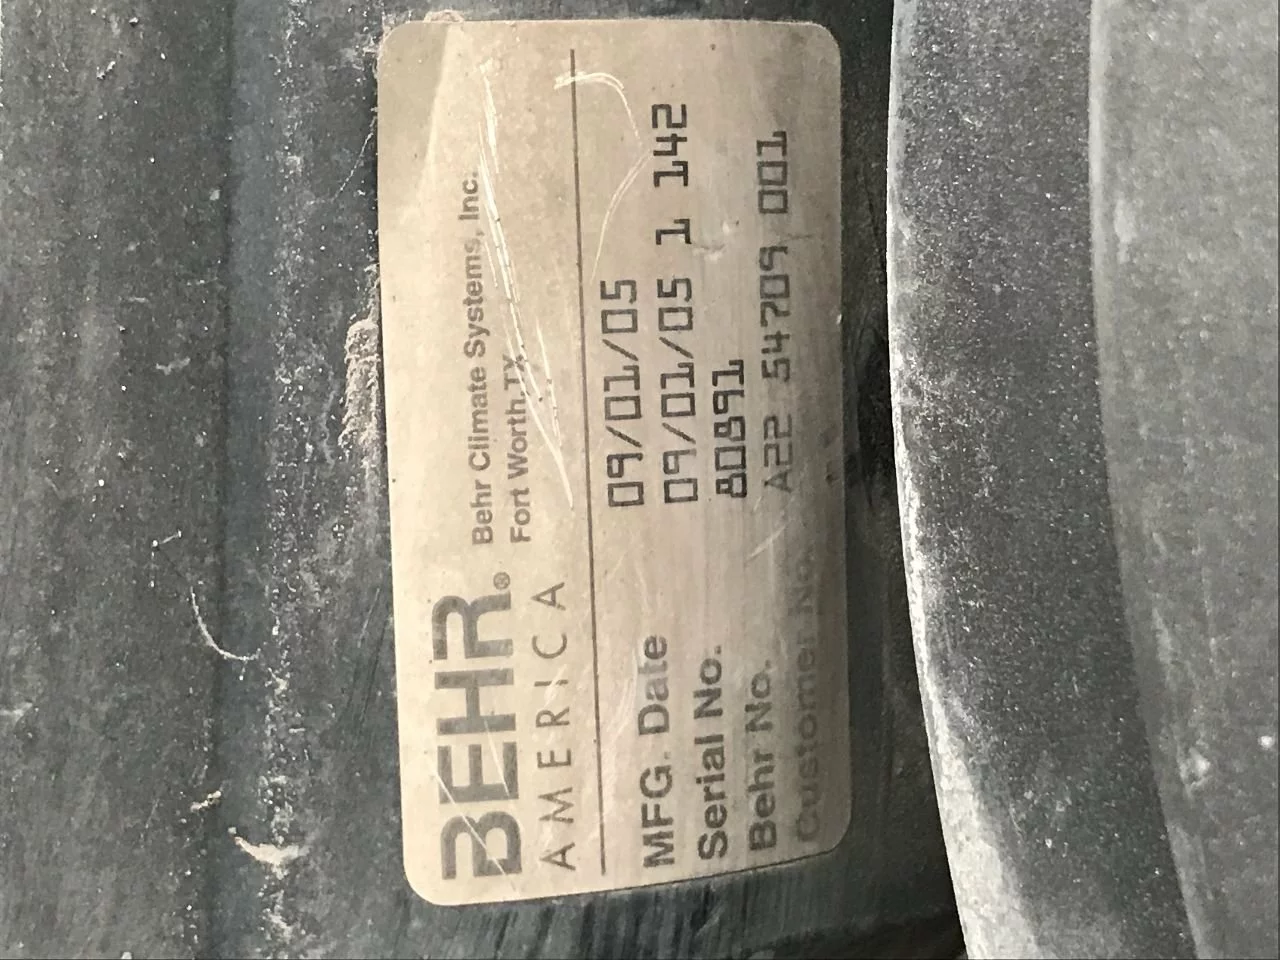 BEHR®
AMERICA
Behr Climate Systems, Inc.
Fort Worth, TX
MFG. Date 09/01/05
Serial No. 09/01/05 1 142
Behr No. 80891
Customer No. A22 54709 001